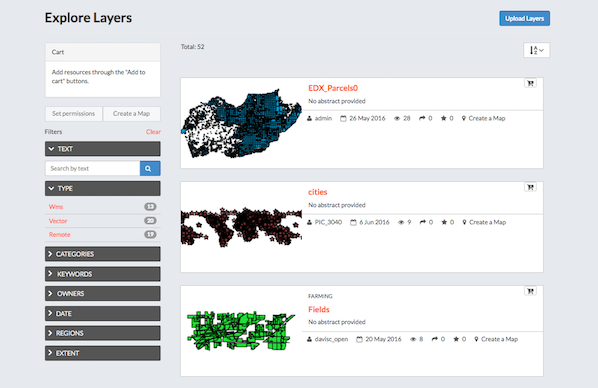 Explore Layers
Upload Layers
Cart
Add resources through the "Add to cart" buttons.
Set permissions
Create a Map
Filters
Clear
TEXT
Search by text
TYPE
Wms 13
Vector 20
Remote 19
CATEGORIES
KEYWORDS
OWNERS
DATE
REGIONS
EXTENT
Total: 52
EDX_Parcels0
No abstract provided
admin 26 May 2016 28 0 0 Create a Map
cities
No abstract provided
PIC_3040 6 Jun 2016 9 0 0 Create a Map
FARMING
Fields
No abstract provided
davisc_open 20 May 2016 8 0 0 Create a Map